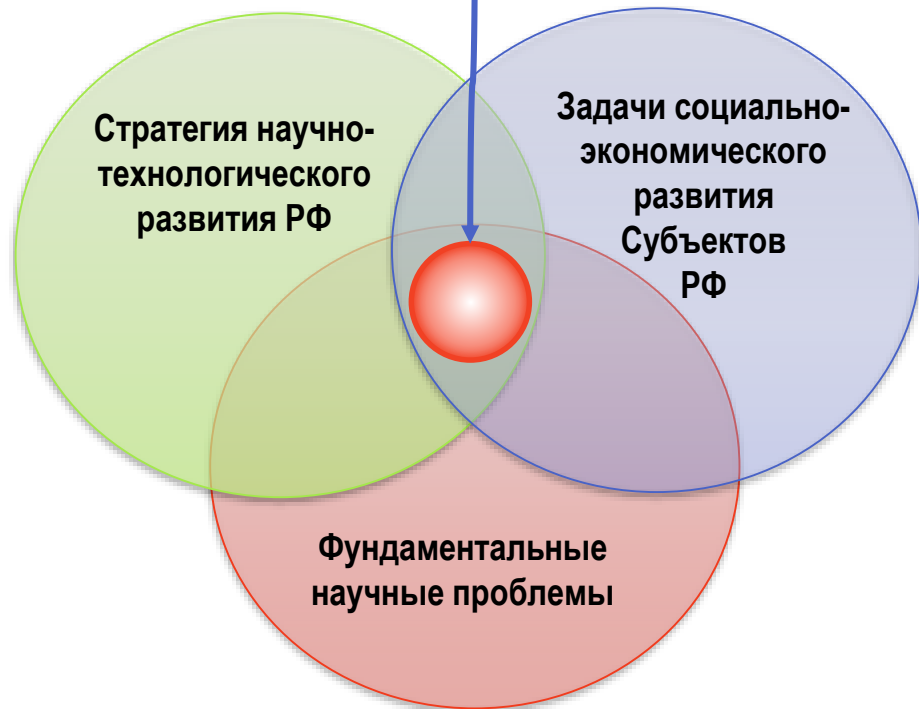 Стратегия научно-
технологического
развития РФ
Задачи социально-
экономического
развития
Субъектов
РФ
Фундаментальные
научные проблемы